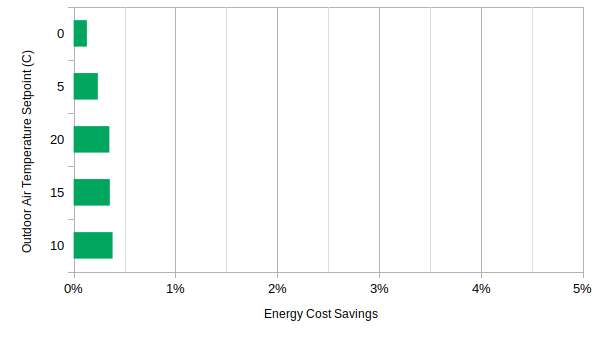 Outdoor Air Temperature Setpoint (C)
0
5
20
15
10
0% 1% 2% 3% 4% 5%
Energy Cost Savings